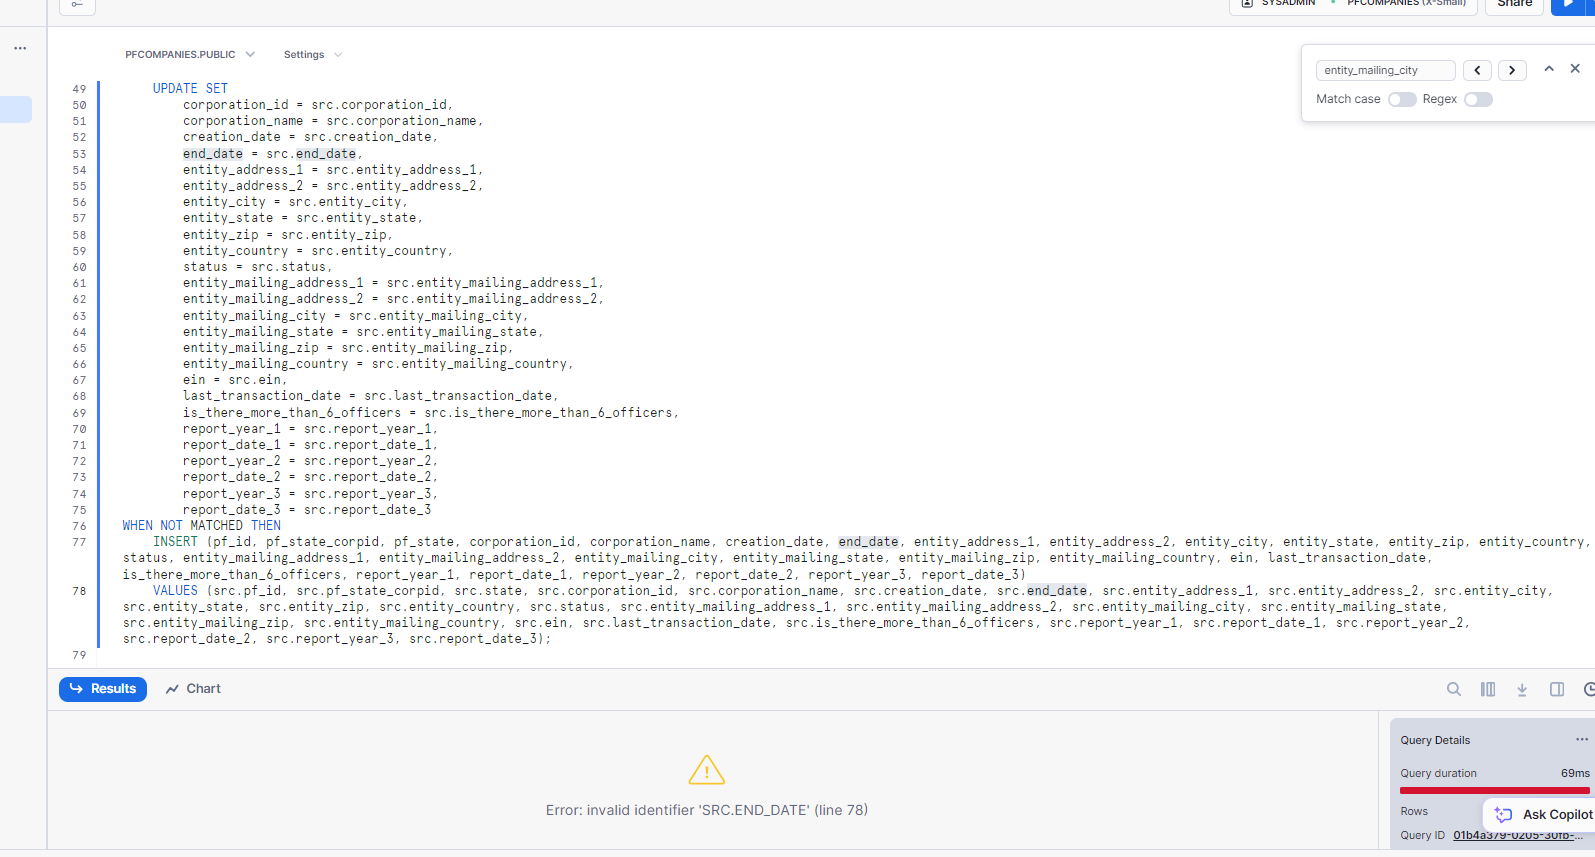 SYSADMIN PFCOMPANIES (X-Small) Share
PFCOMPANIES.PUBLIC Settings
entity_mailing_city
Match case Regex
49 UPDATE SET
50 corporation_id = src.corporation_id,
51 corporation_name = src.corporation_name,
52 creation_date = src.creation_date,
53 end_date = src.end_date,
54 entity_address_1 = src.entity_address_1,
55 entity_address_2 = src.entity_address_2,
56 entity_city = src.entity_city,
57 entity_state = src.entity_state,
58 entity_zip = src.entity_zip,
59 entity_country = src.entity_country,
60 status = src.status,
61 entity_mailing_address_1 = src.entity_mailing_address_1,
62 entity_mailing_address_2 = src.entity_mailing_address_2,
63 entity_mailing_city = src.entity_mailing_city,
64 entity_mailing_state = src.entity_mailing_state,
65 entity_mailing_zip = src.entity_mailing_zip,
66 entity_mailing_country = src.entity_mailing_country,
67 ein = src.ein,
68 last_transaction_date = src.last_transaction_date,
69 is_there_more_than_6_officers = src.is_there_more_than_6_officers,
70 report_year_1 = src.report_year_1,
71 report_date_1 = src.report_date_1,
72 report_year_2 = src.report_year_2,
73 report_date_2 = src.report_date_2,
74 report_year_3 = src.report_year_3,
75 report_date_3 = src.report_date_3
76 WHEN NOT MATCHED THEN
77 INSERT (pf_id, pf_state_corpid, pf_state, corporation_id, corporation_name, creation_date, end_date, entity_address_1, entity_address_2, entity_city, entity_state, entity_zip, entity_country,
status, entity_mailing_address_1, entity_mailing_address_2, entity_mailing_city, entity_mailing_state, entity_mailing_zip, entity_mailing_country, ein, last_transaction_date,
is_there_more_than_6_officers, report_year_1, report_date_1, report_year_2, report_date_2, report_year_3, report_date_3)
78 VALUES (src.pf_id, src.pf_state_corpid, src.state, src.corporation_id, src.corporation_name, src.creation_date, src.end_date, src.entity_address_1, src.entity_address_2, src.entity_city,
src.entity_state, src.entity_zip, src.entity_country, src.status, src.entity_mailing_address_1, src.entity_mailing_address_2, src.entity_mailing_city, src.entity_mailing_state,
src.entity_mailing_zip, src.entity_mailing_country, src.ein, src.last_transaction_date, src.is_there_more_than_6_officers, src.report_year_1, src.report_date_1, src.report_year_2,
src.report_date_2, src.report_year_3, src.report_date_3);
79
Results Chart
Error: invalid identifier 'SRC.END_DATE' (line 78)
Query Details ...
Query duration 69ms
Rows
Ask Copilot
Query ID 01b4a379-0205-30fb-...